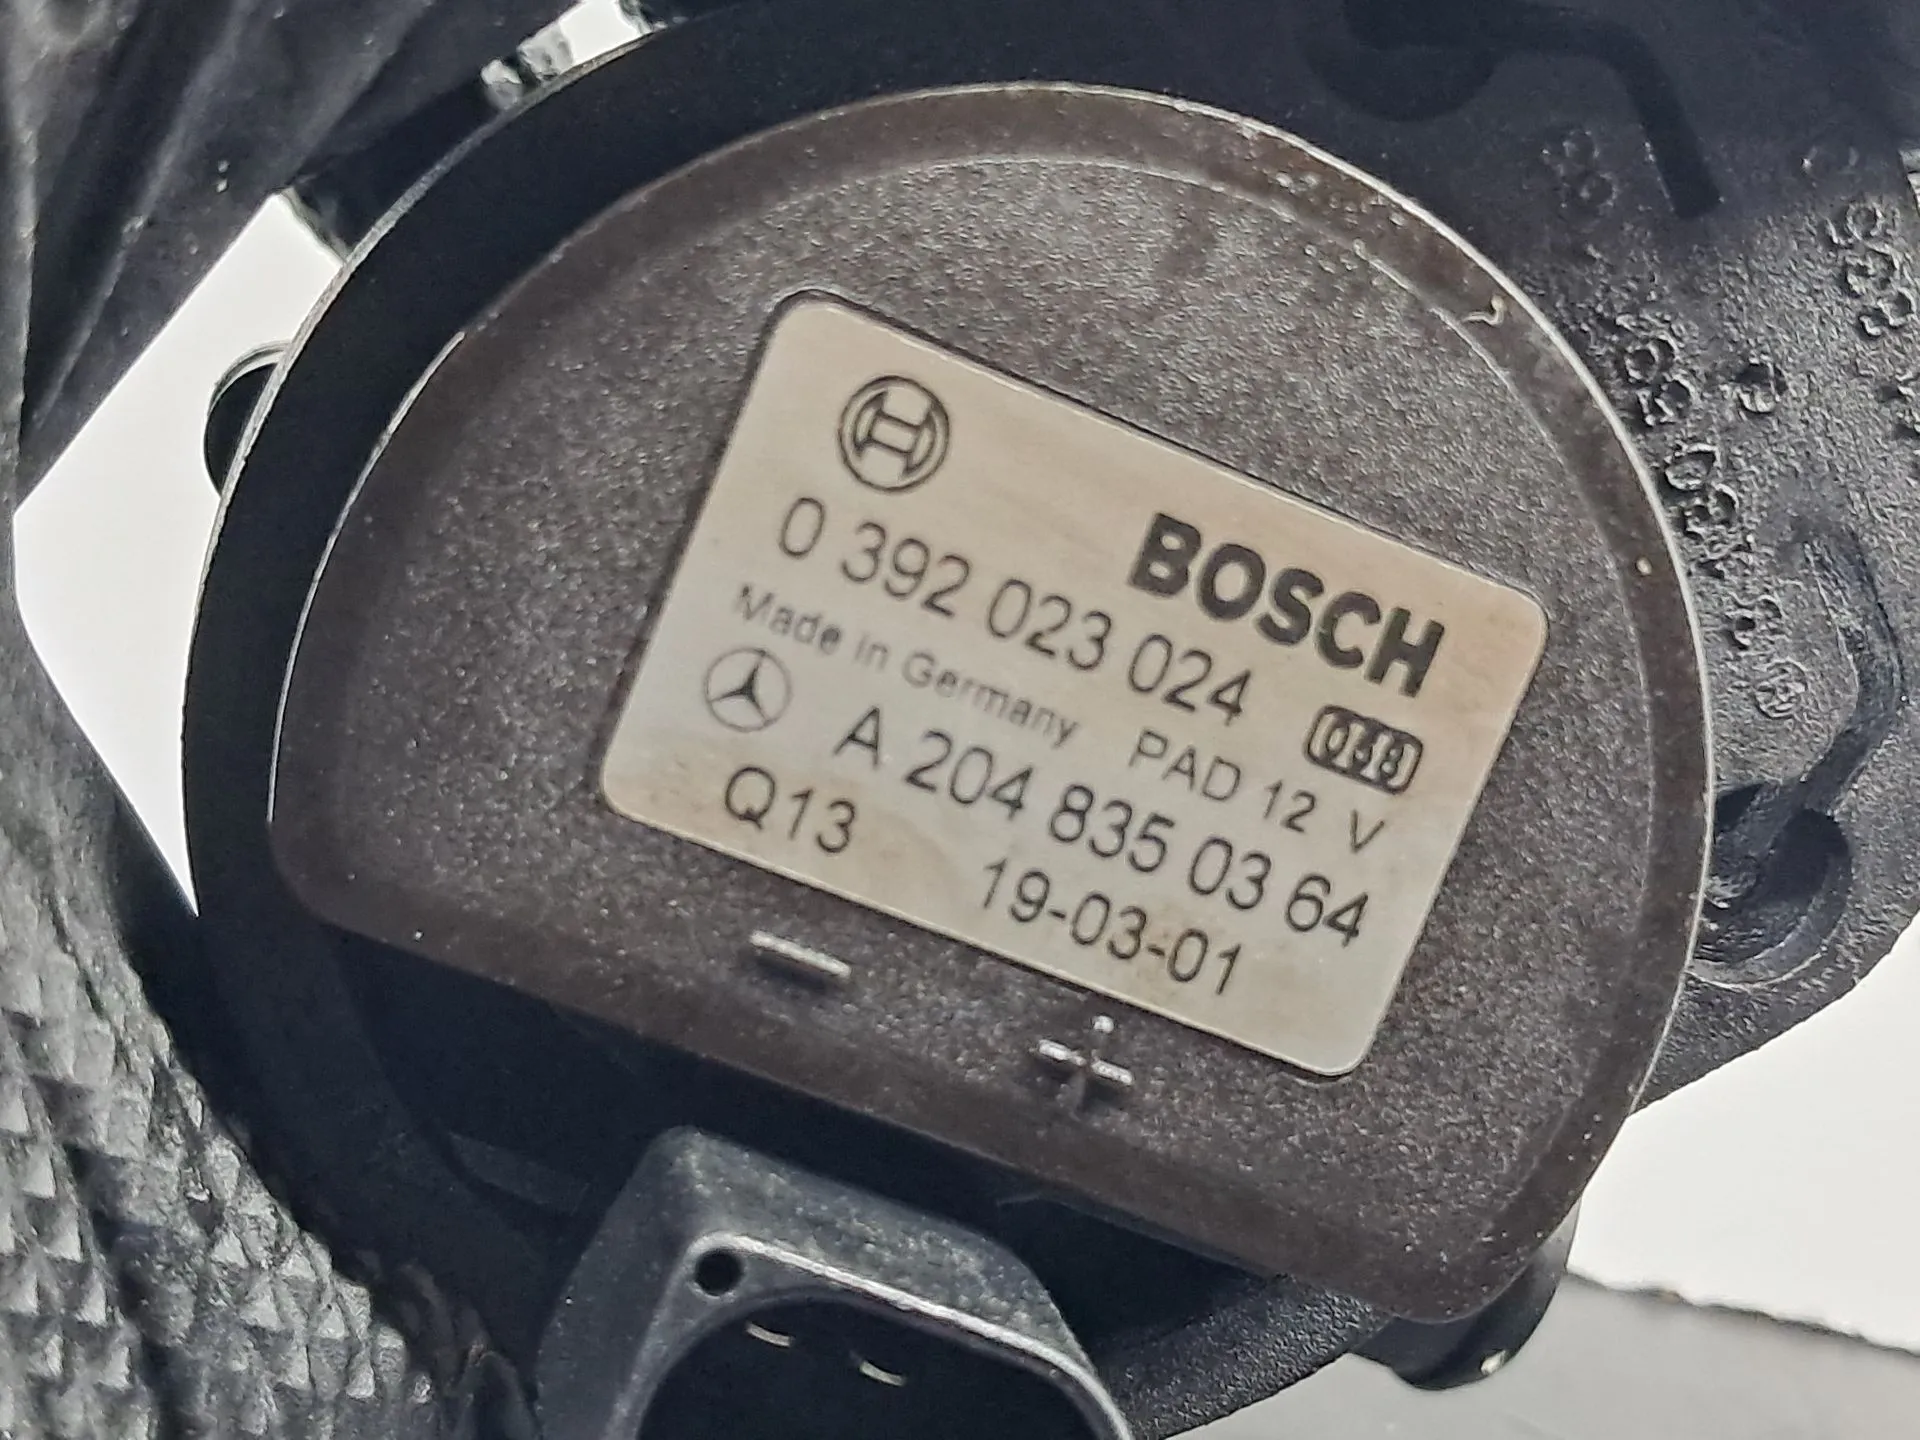 BOSCH
0 392 023 024
Made in Germany PAD 12 V
A 204 835 03 64
Q13 19-03-01
− +